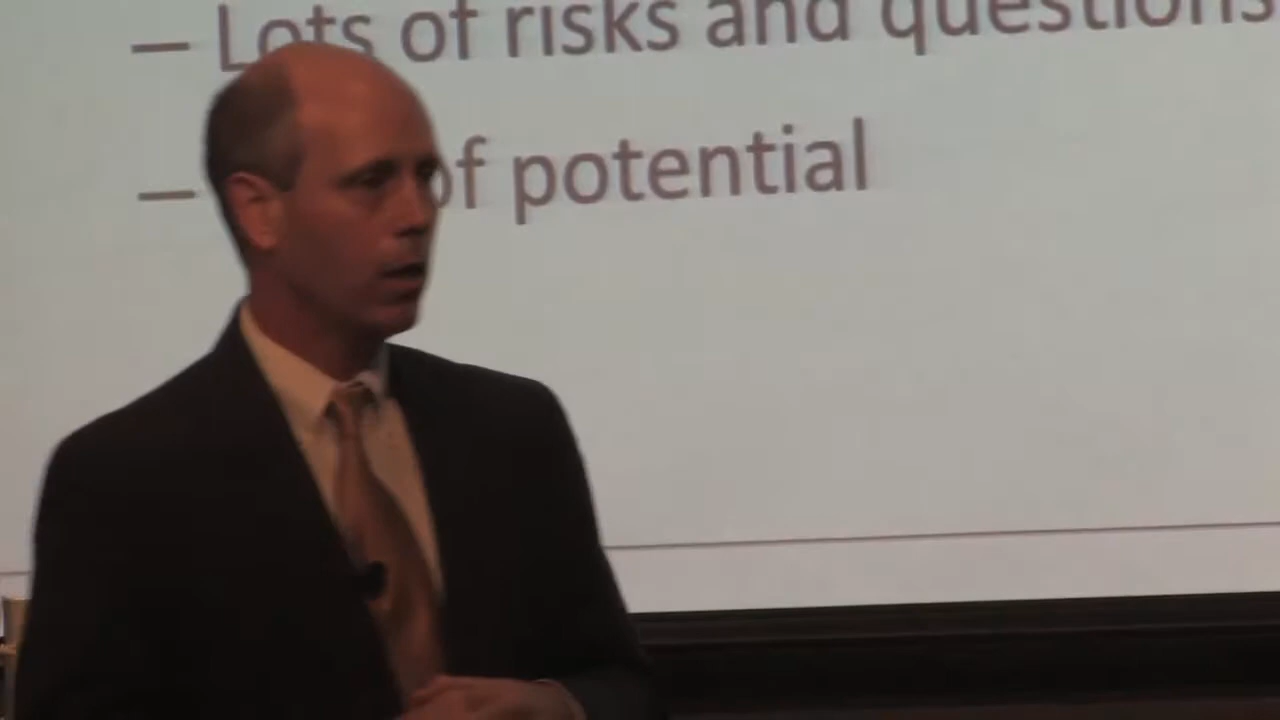 – Lots of risks and questions
– of potential